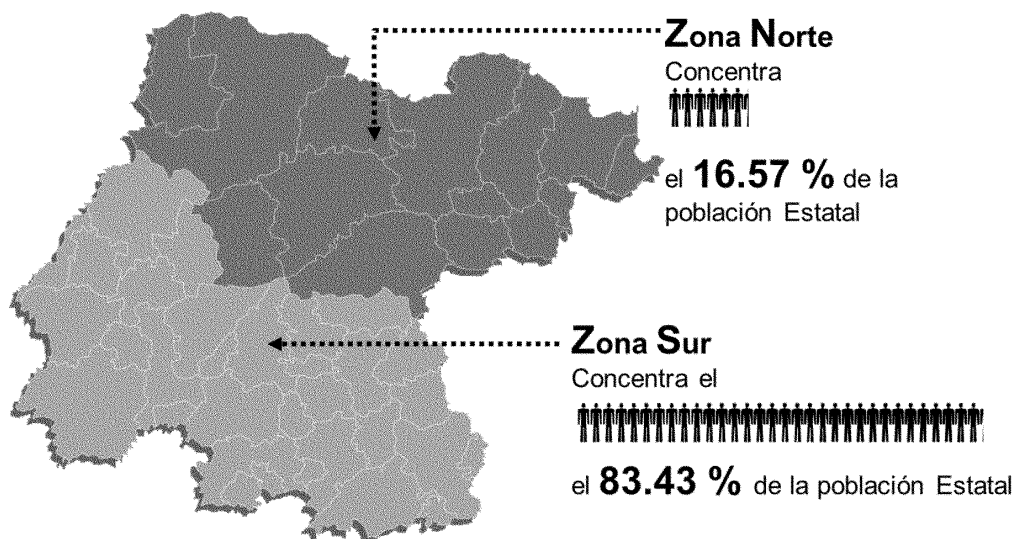 Zona Norte
Concentra
el 16.57 % de la
población Estatal
Zona Sur
Concentra el
el 83.43 % de la población Estatal